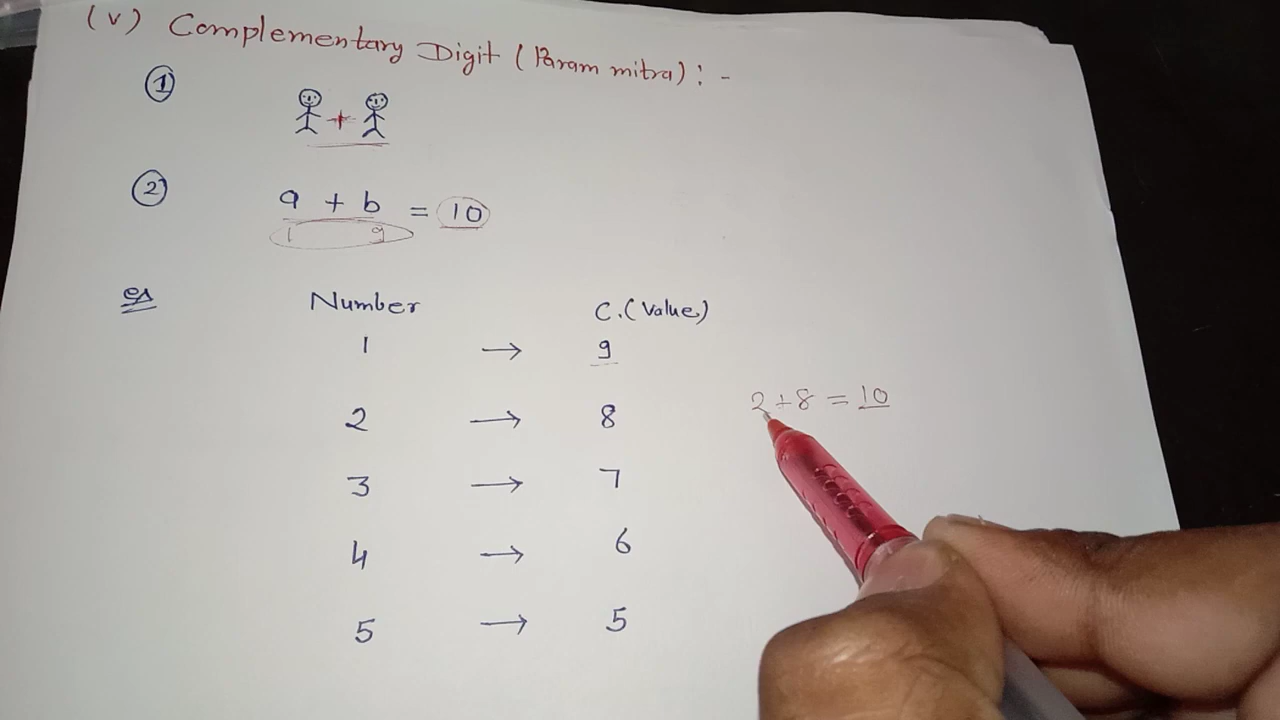 (v) Complementary Digit (Param mitra) : -
①
+
② a + b = 10
1 9
Number C. (Value)
1 → 9
2 → 8
2 + 8 = 10
3 → 7
4 → 6
5 → 5